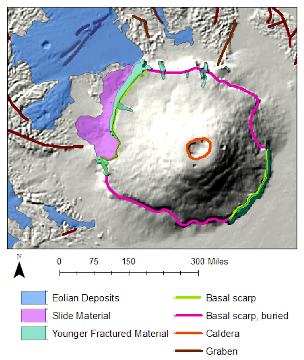 N
0 75 150 300 Miles
Eolian Deposits
Slide Material
Younger Fractured Material
Basal scarp
Basal scarp, buried
Caldera
Graben